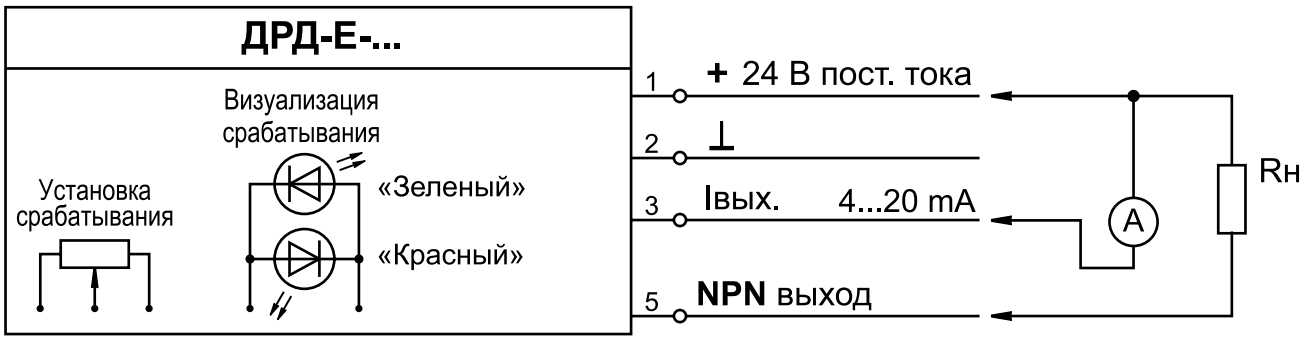 ДРД-Е-...
Визуализация
срабатывания
«Зеленый»
«Красный»
Установка
срабатывания
1 + 24 В пост. тока
2
3 Iвых. 4...20 mA
5 NPN выход
A
Rн